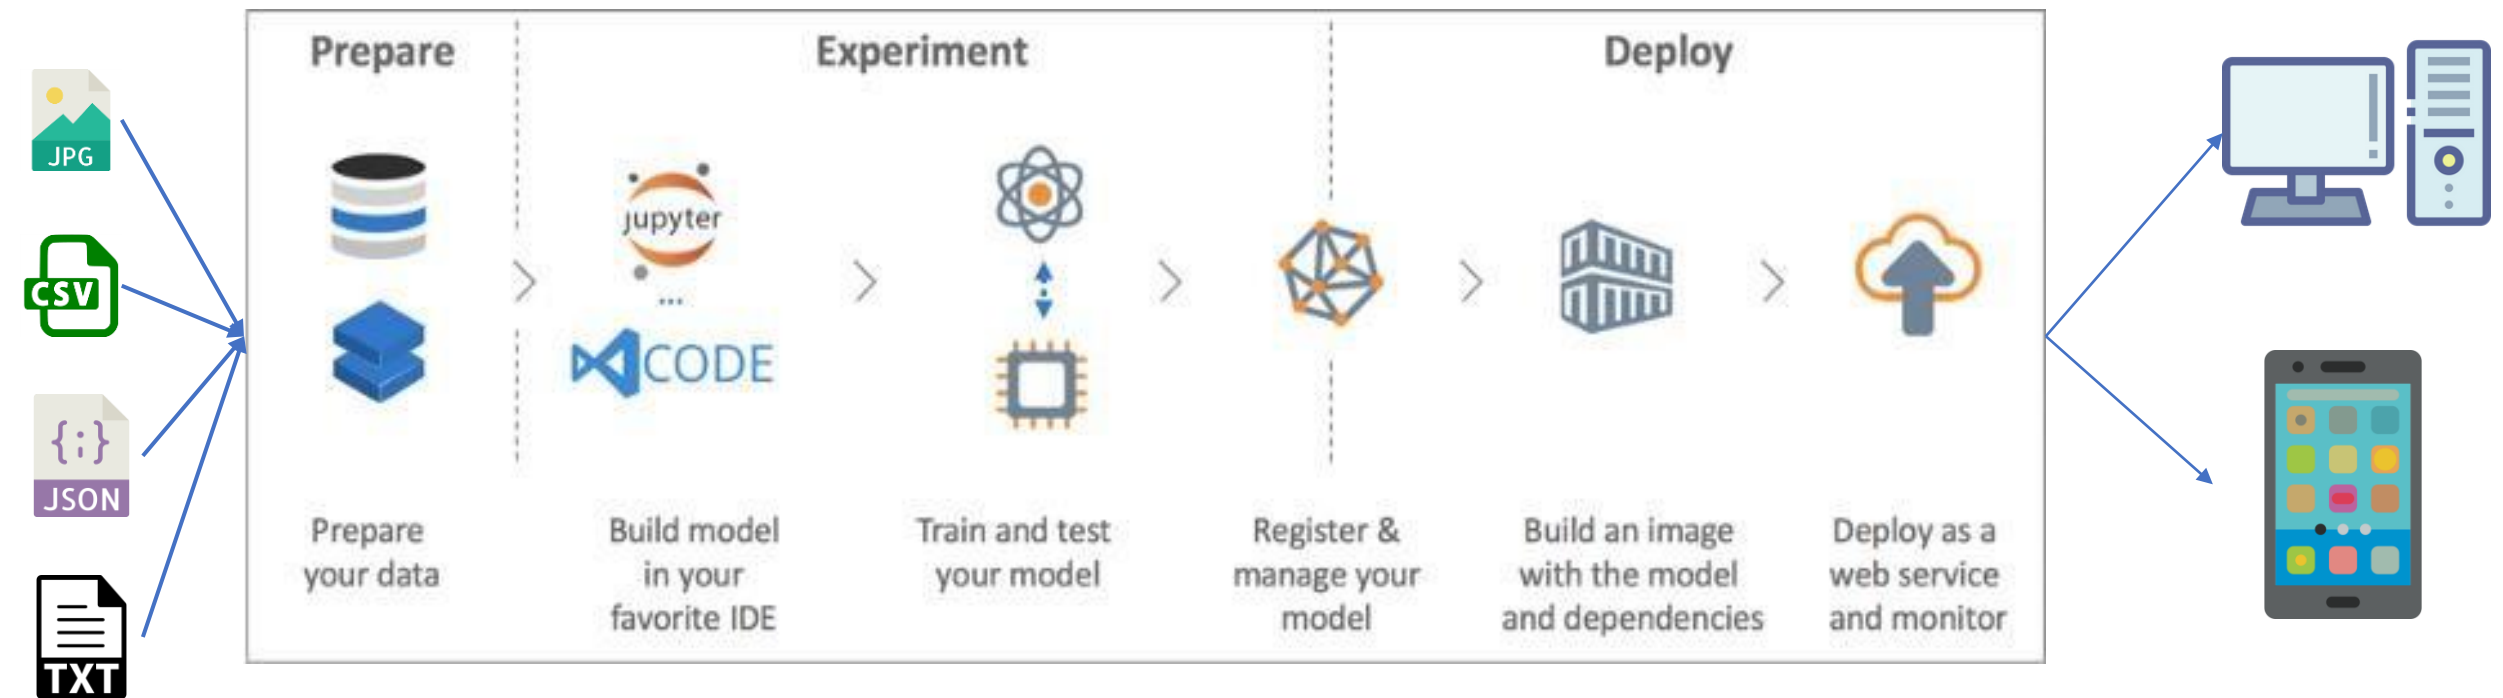 Prepare
Experiment
Deploy
JPG
CSV
{;}
JSON
TXT
jupyter
...
CODE
Prepare
your data
Build model
in your
favorite IDE
Train and test
your model
Register &
manage your
model
Build an image
with the model
and dependencies
Deploy as a
web service
and monitor